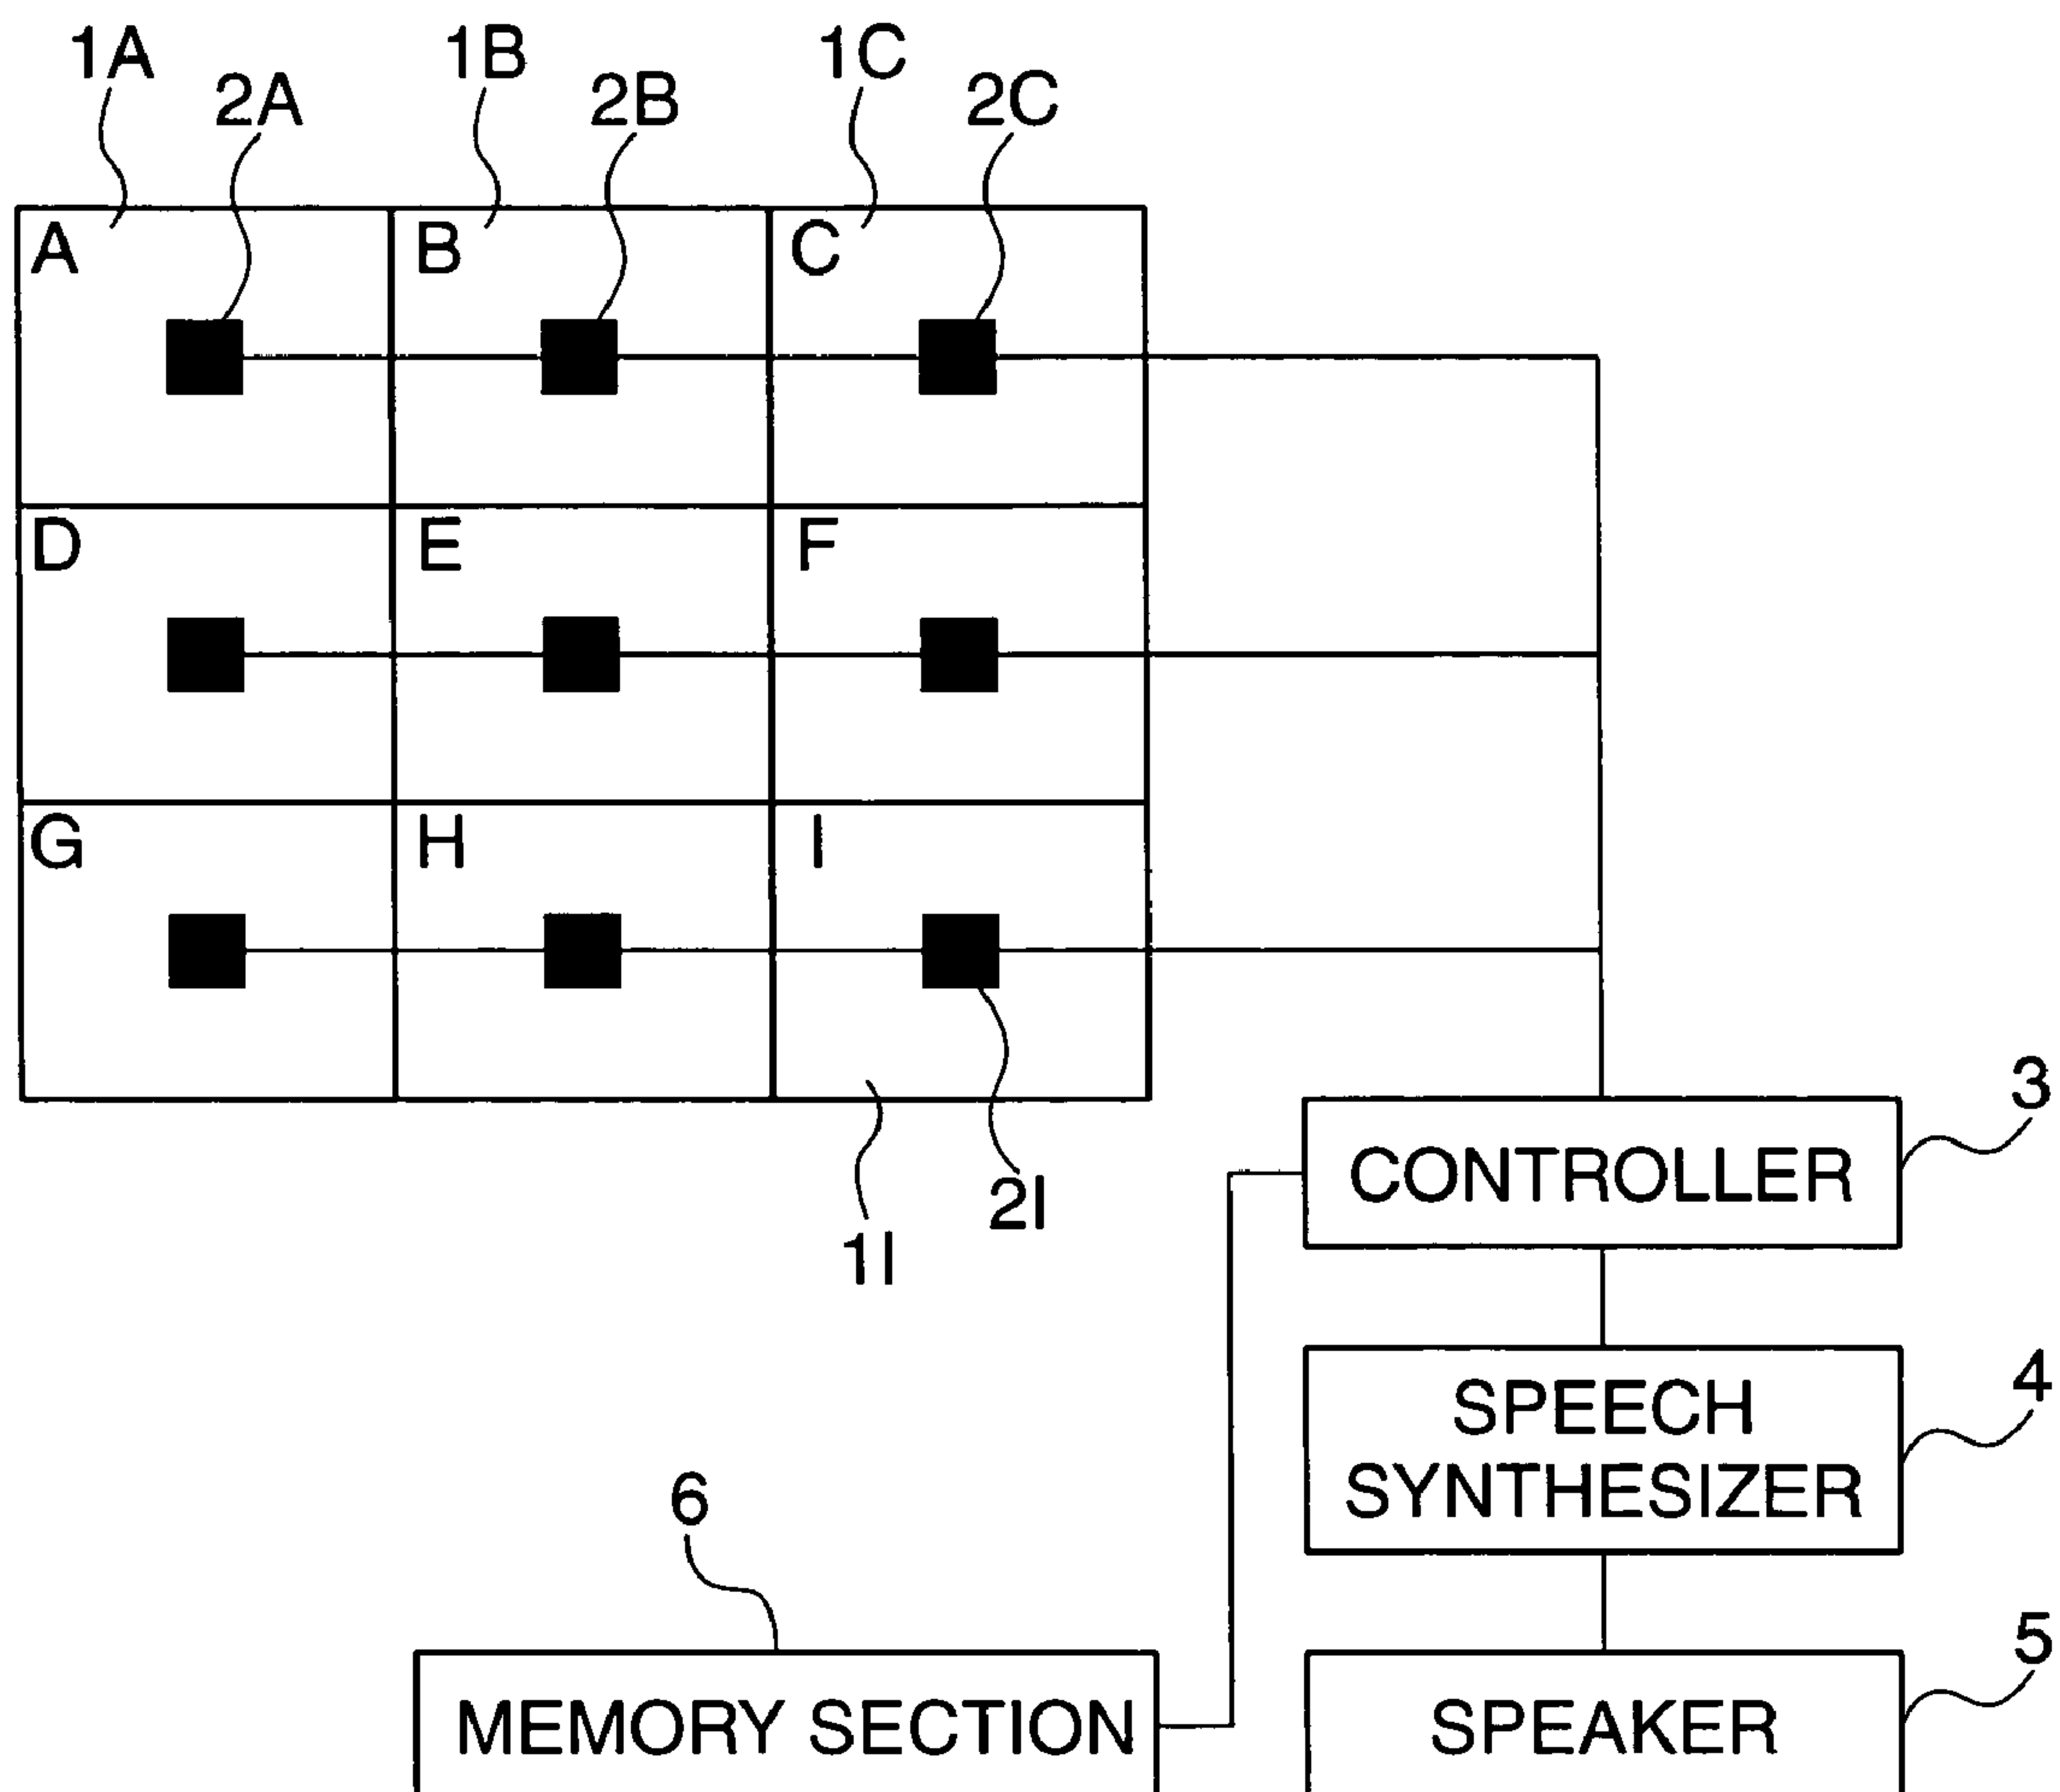 1A
2A
1B
2B
1C
2C
A
B
C
D
E
F
G
H
I
2I
1I
3
CONTROLLER
4
SPEECH
SYNTHESIZER
6
5
MEMORY SECTION
SPEAKER